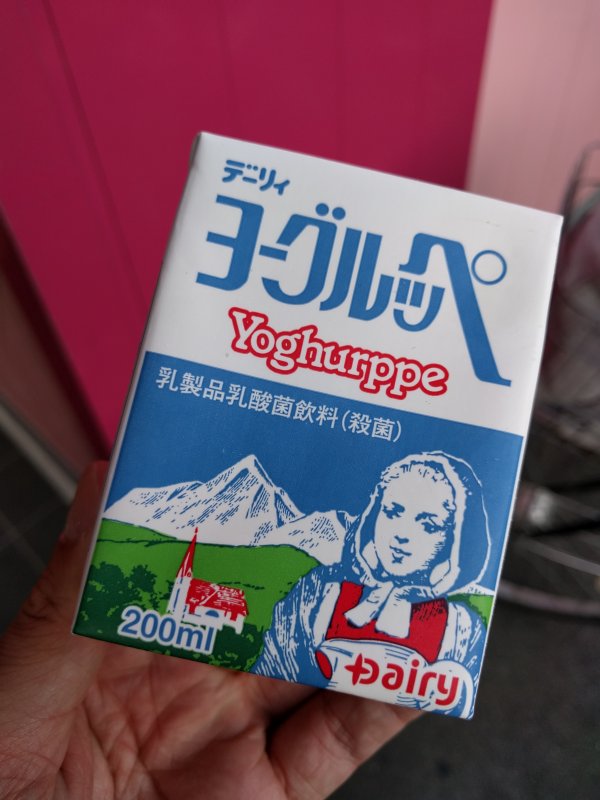 デーリィ
ヨーグルッペ
Yoghurppe
乳製品乳酸菌飲料(殺菌)
200ml
Dairy